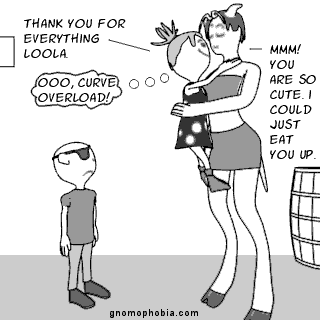 THANK YOU FOR
EVERYTHING
LOOLA.
OOO, CURVE
OVERLOAD!
MMM!
YOU
ARE SO
CUTE. I
COULD
JUST
EAT
YOU UP.
gnomophobia.com